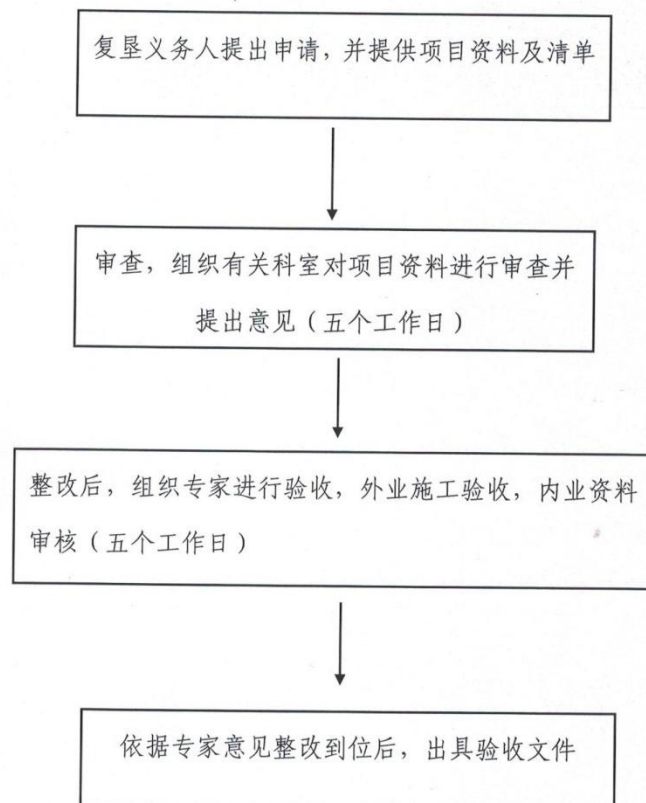 复垦义务人提出申请，并提供项目资料及清单
审查，组织有关科室对项目资料进行审查并
提出意见（五个工作日）
整改后，组织专家进行验收，外业施工验收，内业资料
审核（五个工作日）
依据专家意见整改到位后，出具验收文件